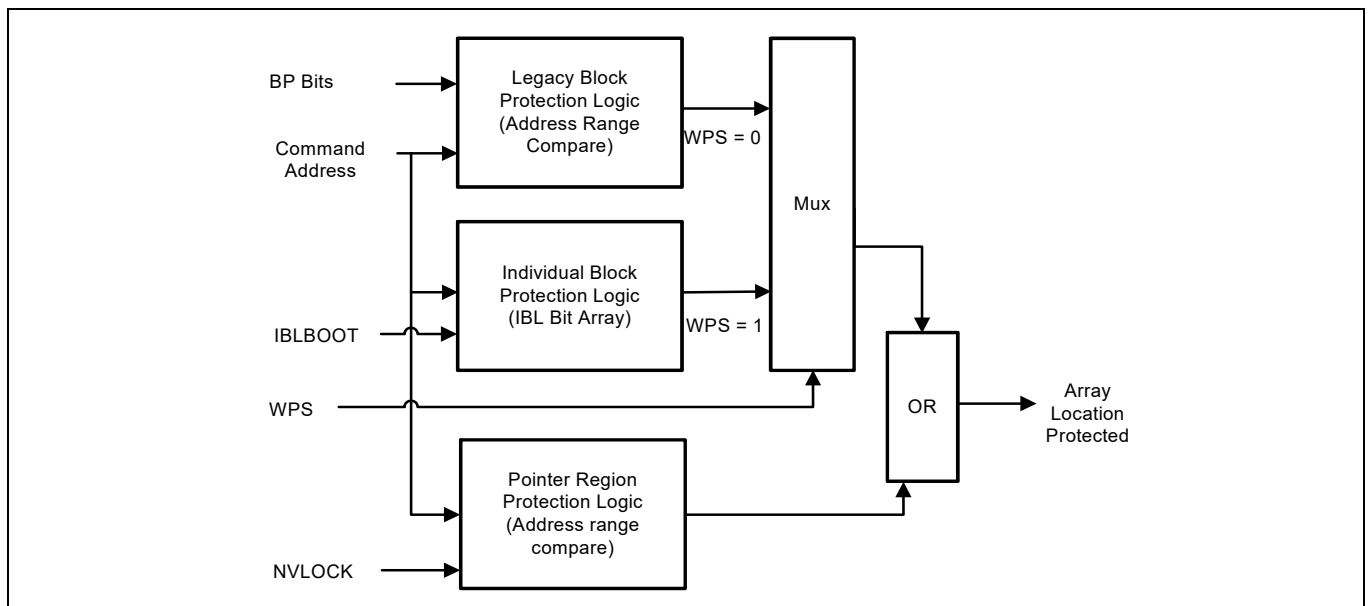 BP Bits
Legacy Block
Protection Logic
(Address Range
Compare)
WPS = 0
Command
Address
Mux
Individual Block
Protection Logic
(IBL Bit Array)
WPS = 1
IBLBOOT
WPS
OR
Array
Location
Protected
Pointer Region
Protection Logic
(Address range
compare)
NVLOCK